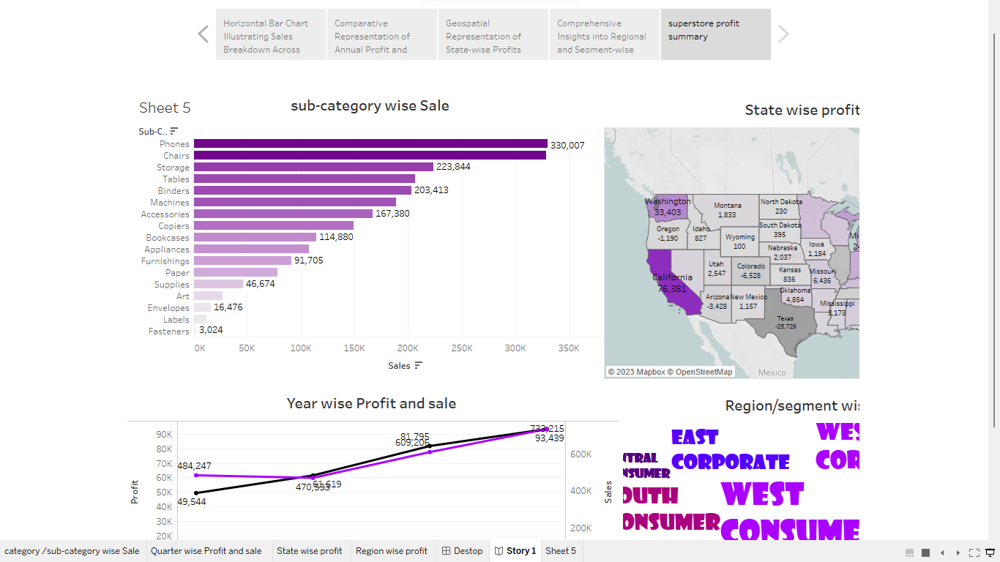 Horizontal Bar Chart
Illustrating Sales
Breakdown Across
Comparative
Representation of
Annual Profit and
Geospatial
Representation of
State-wise Profits
Comprehensive
Insights into Regional
and Segment-wise
superstore profit
summary
Sheet 5
sub-category wise Sale
State wise profit
Sub-C..
Phones 330,007
Chairs
Storage 223,844
Tables
Binders 203,413
Machines
Accessories 167,380
Copiers
Bookcases 114,880
Appliances
Furnishings 91,705
Paper
Supplies 46,674
Art
Envelopes 16,476
Labels
Fasteners 3,024
0K 50K 100K 150K 200K 250K 300K 350K
Sales
Washington
33,403
Montana
1,833
North Dakota
230
Oregon
-1,190
Idaho
827
South Dakota
395
Wyoming
100
Nebraska
2,037
Iowa
1,184
Mi
24
Utah
2,547
Colorado
-6,528
Kansas
836
Missouri
6,436
California
76,381
Arizona
-3,428
New Mexico
1,157
Oklahoma
4,854
Mississippi
3,173
Texas
-25,729
© 2023 Mapbox © OpenStreetMap
Mexico
Year wise Profit and sale
Region/segment wis
90K
80K
70K
60K
50K
40K
30K
20K
Profit
484,247
49,544
470,533
61,619
81,795
609,206
733,215
93,439
600K
400K
200K
Sales
EAST
CORPORATE
WES
COR
NTRAL
NSUMER
OUTH
ONSUMER
WEST
CONSUME
category /sub-category wise Sale
Quarter wise Profit and sale
State wise profit
Region wise profit
Destop
Story 1
Sheet 5